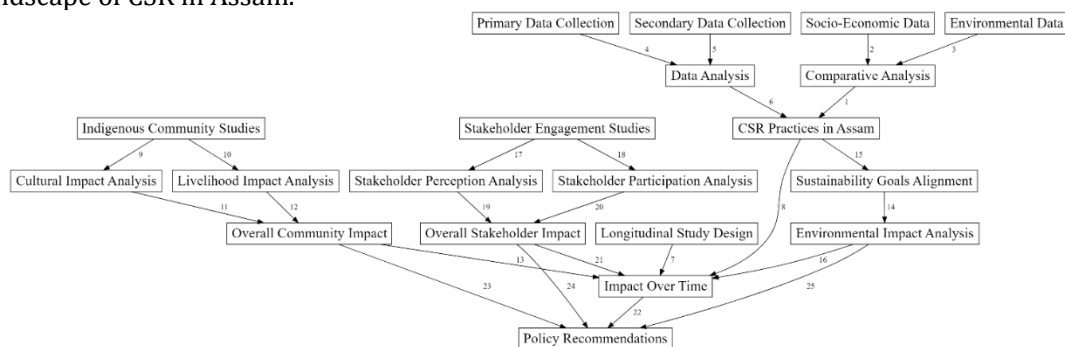 ndscape of CSR in Assam.
Primary Data Collection Secondary Data Collection Socio-Economic Data Environmental Data
4 5 2 3
Data Analysis Comparative Analysis
6 1
Indigenous Community Studies Stakeholder Engagement Studies CSR Practices in Assam
9 10 17 18 15
Cultural Impact Analysis Livelihood Impact Analysis Stakeholder Perception Analysis Stakeholder Participation Analysis Sustainability Goals Alignment
11 12 19 20 8 14
Overall Community Impact Overall Stakeholder Impact Longitudinal Study Design Environmental Impact Analysis
13 21 7 16
Impact Over Time
23 24 22 25
Policy Recommendations